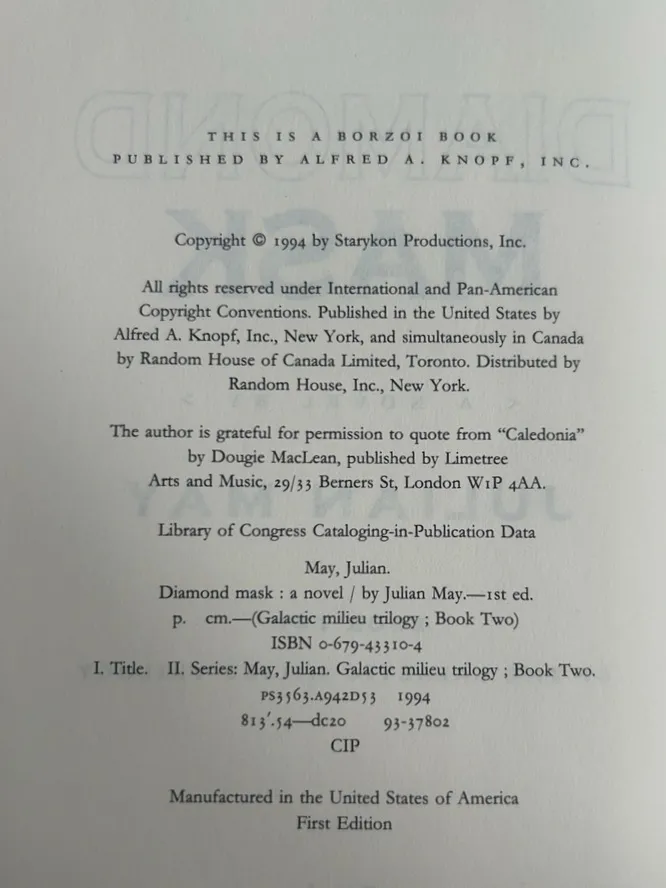 THIS IS A BORZOI BOOK
PUBLISHED BY ALFRED A. KNOPF, INC.
Copyright © 1994 by Starykon Productions, Inc.
All rights reserved under International and Pan-American
Copyright Conventions. Published in the United States by
Alfred A. Knopf, Inc., New York, and simultaneously in Canada
by Random House of Canada Limited, Toronto. Distributed by
Random House, Inc., New York.
The author is grateful for permission to quote from “Caledonia”
by Dougie MacLean, published by Limetree
Arts and Music, 29/33 Berners St, London W1P 4AA.
Library of Congress Cataloging-in-Publication Data
May, Julian.
Diamond mask : a novel / by Julian May.—1st ed.
p. cm.—(Galactic milieu trilogy ; Book Two)
ISBN 0-679-43310-4
I. Title. II. Series: May, Julian. Galactic milieu trilogy ; Book Two.
PS3563.A942D53 1994
813′.54—dc20 93-37802
CIP
Manufactured in the United States of America
First Edition